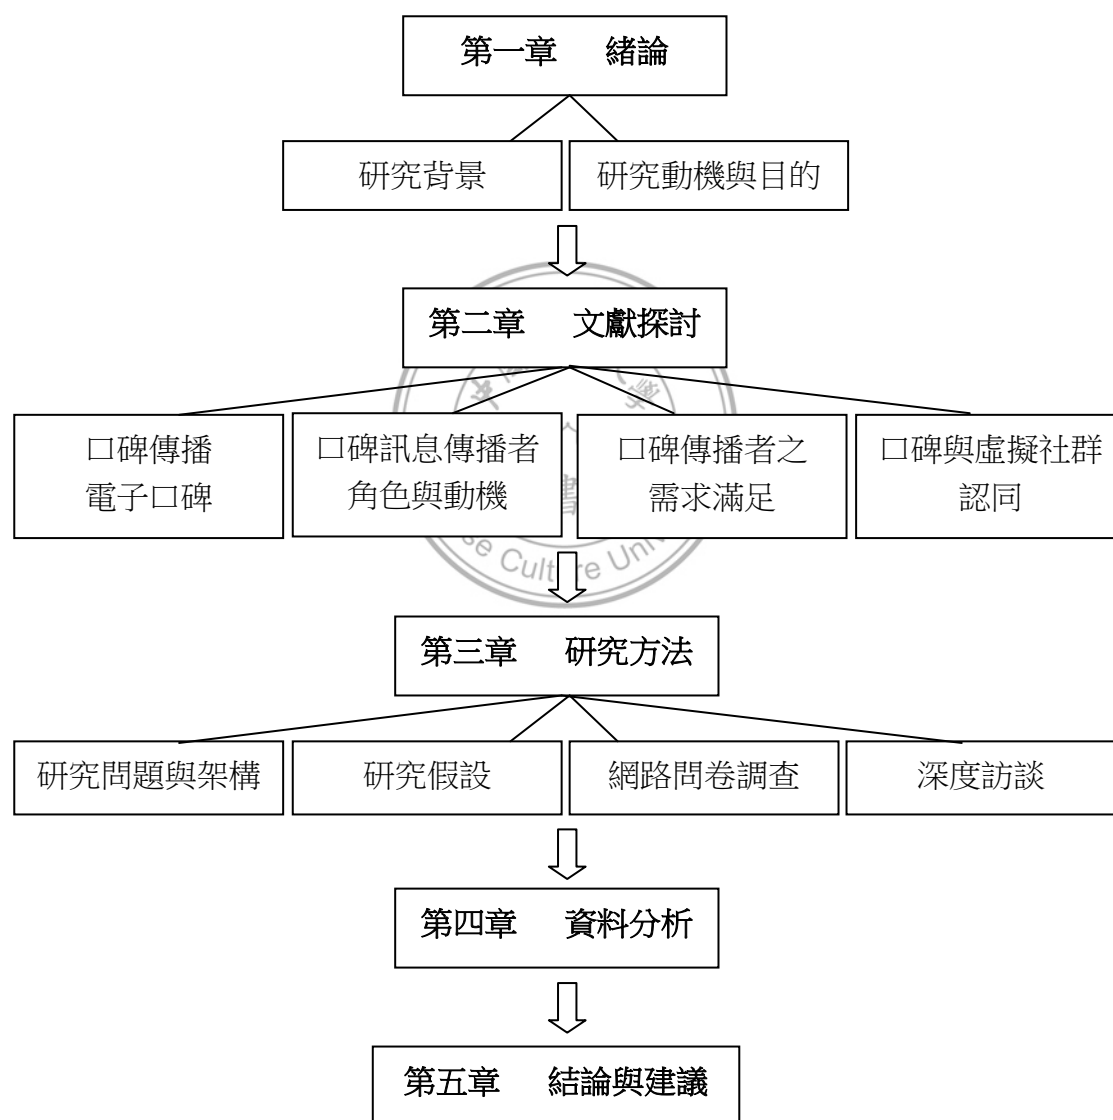 第一章 緒論
研究背景
研究動機與目的
第二章 文獻探討
口碑傳播
電子口碑
口碑訊息傳播者
角色與動機
口碑傳播者之
需求滿足
口碑與虛擬社群
認同
第三章 研究方法
研究問題與架構
研究假設
網路問卷調查
深度訪談
第四章 資料分析
第五章 結論與建議